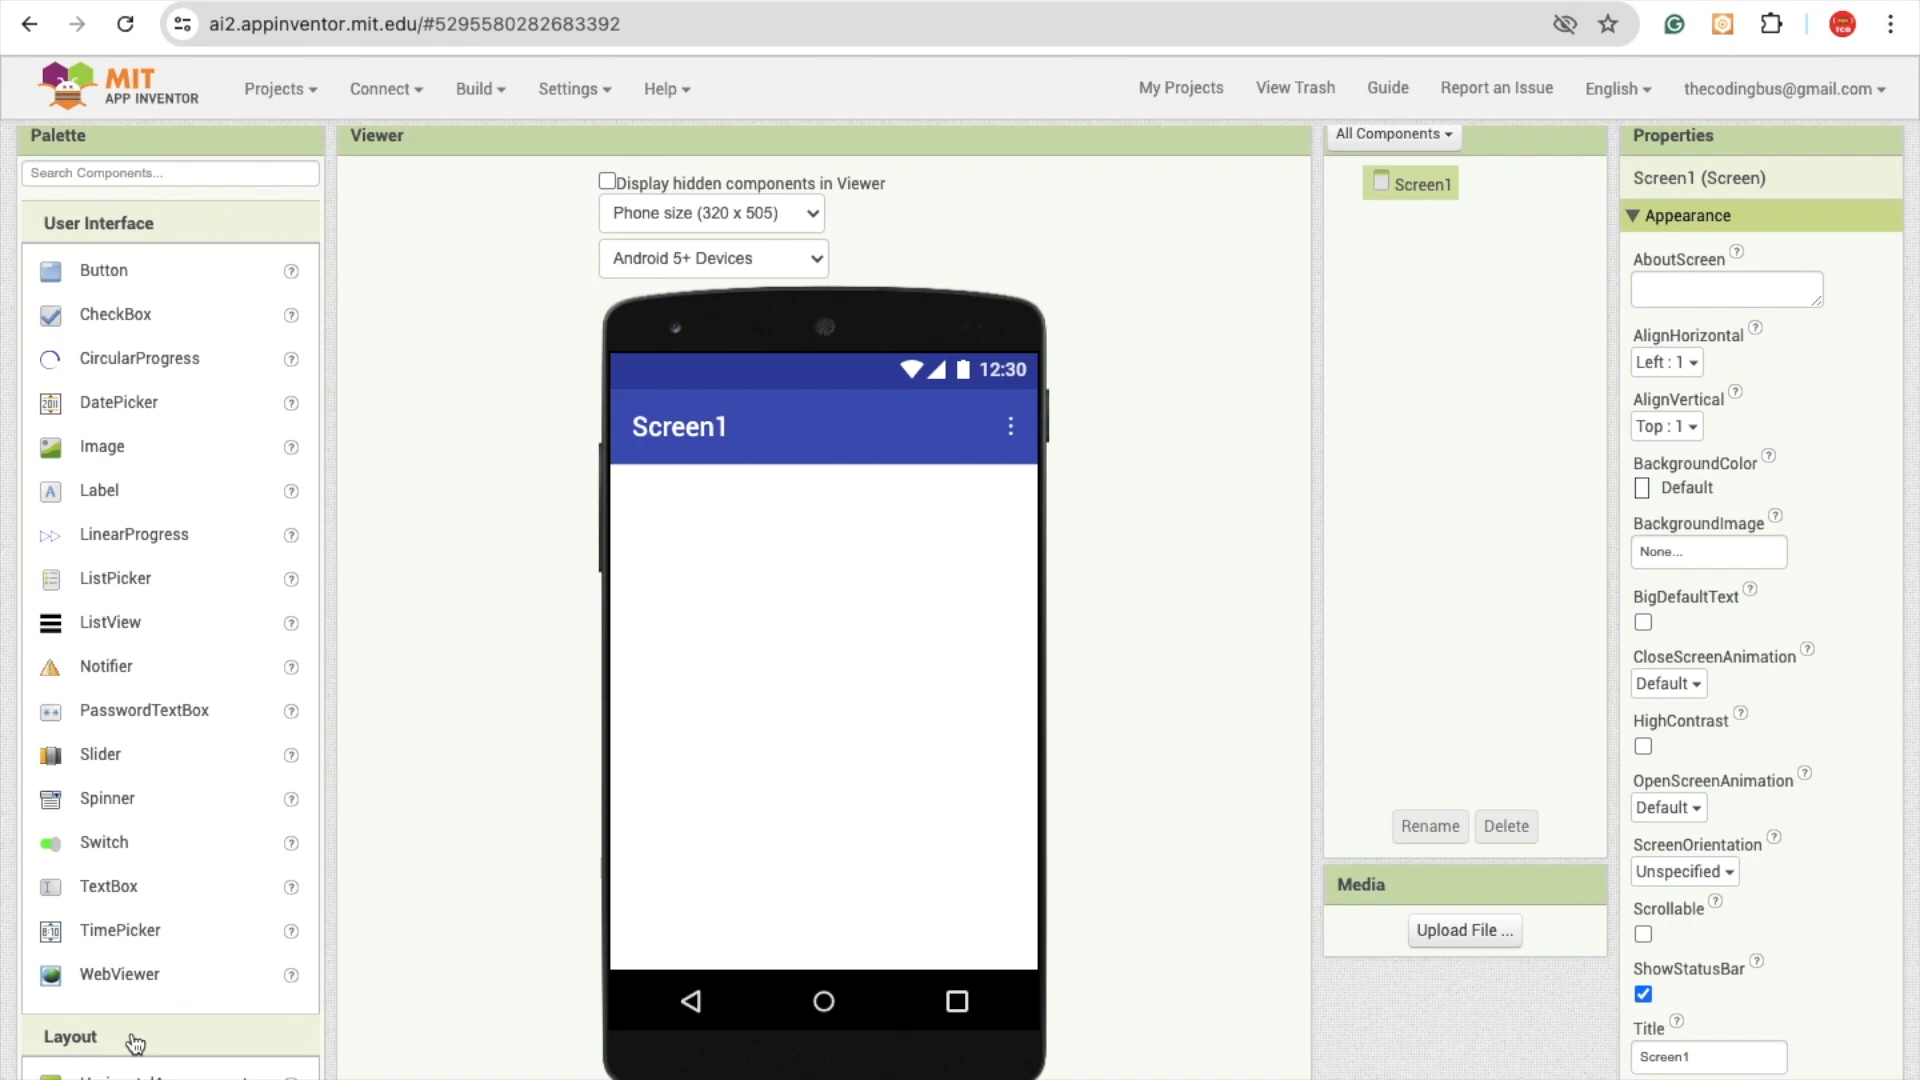 ai2.appinventor.mit.edu/#5295580282683392
MIT
APP INVENTOR
Projects
Connect
Build
Settings
Help
My Projects
View Trash
Guide
Report an Issue
English
thecodingbus@gmail.com
Palette
Search Components...
User Interface
Button
CheckBox
CircularProgress
DatePicker
Image
Label
LinearProgress
ListPicker
ListView
Notifier
PasswordTextBox
Slider
Spinner
Switch
TextBox
TimePicker
WebViewer
Layout
Viewer
Display hidden components in Viewer
Phone size (320 x 505)
Android 5+ Devices
12:30
Screen1
All Components
Screen1
Rename
Delete
Media
Upload File ...
Properties
Screen1 (Screen)
Appearance
AboutScreen
AlignHorizontal
Left : 1
AlignVertical
Top : 1
BackgroundColor
Default
BackgroundImage
None...
BigDefaultText
CloseScreenAnimation
Default
HighContrast
OpenScreenAnimation
Default
ScreenOrientation
Unspecified
Scrollable
ShowStatusBar
Title
Screen1